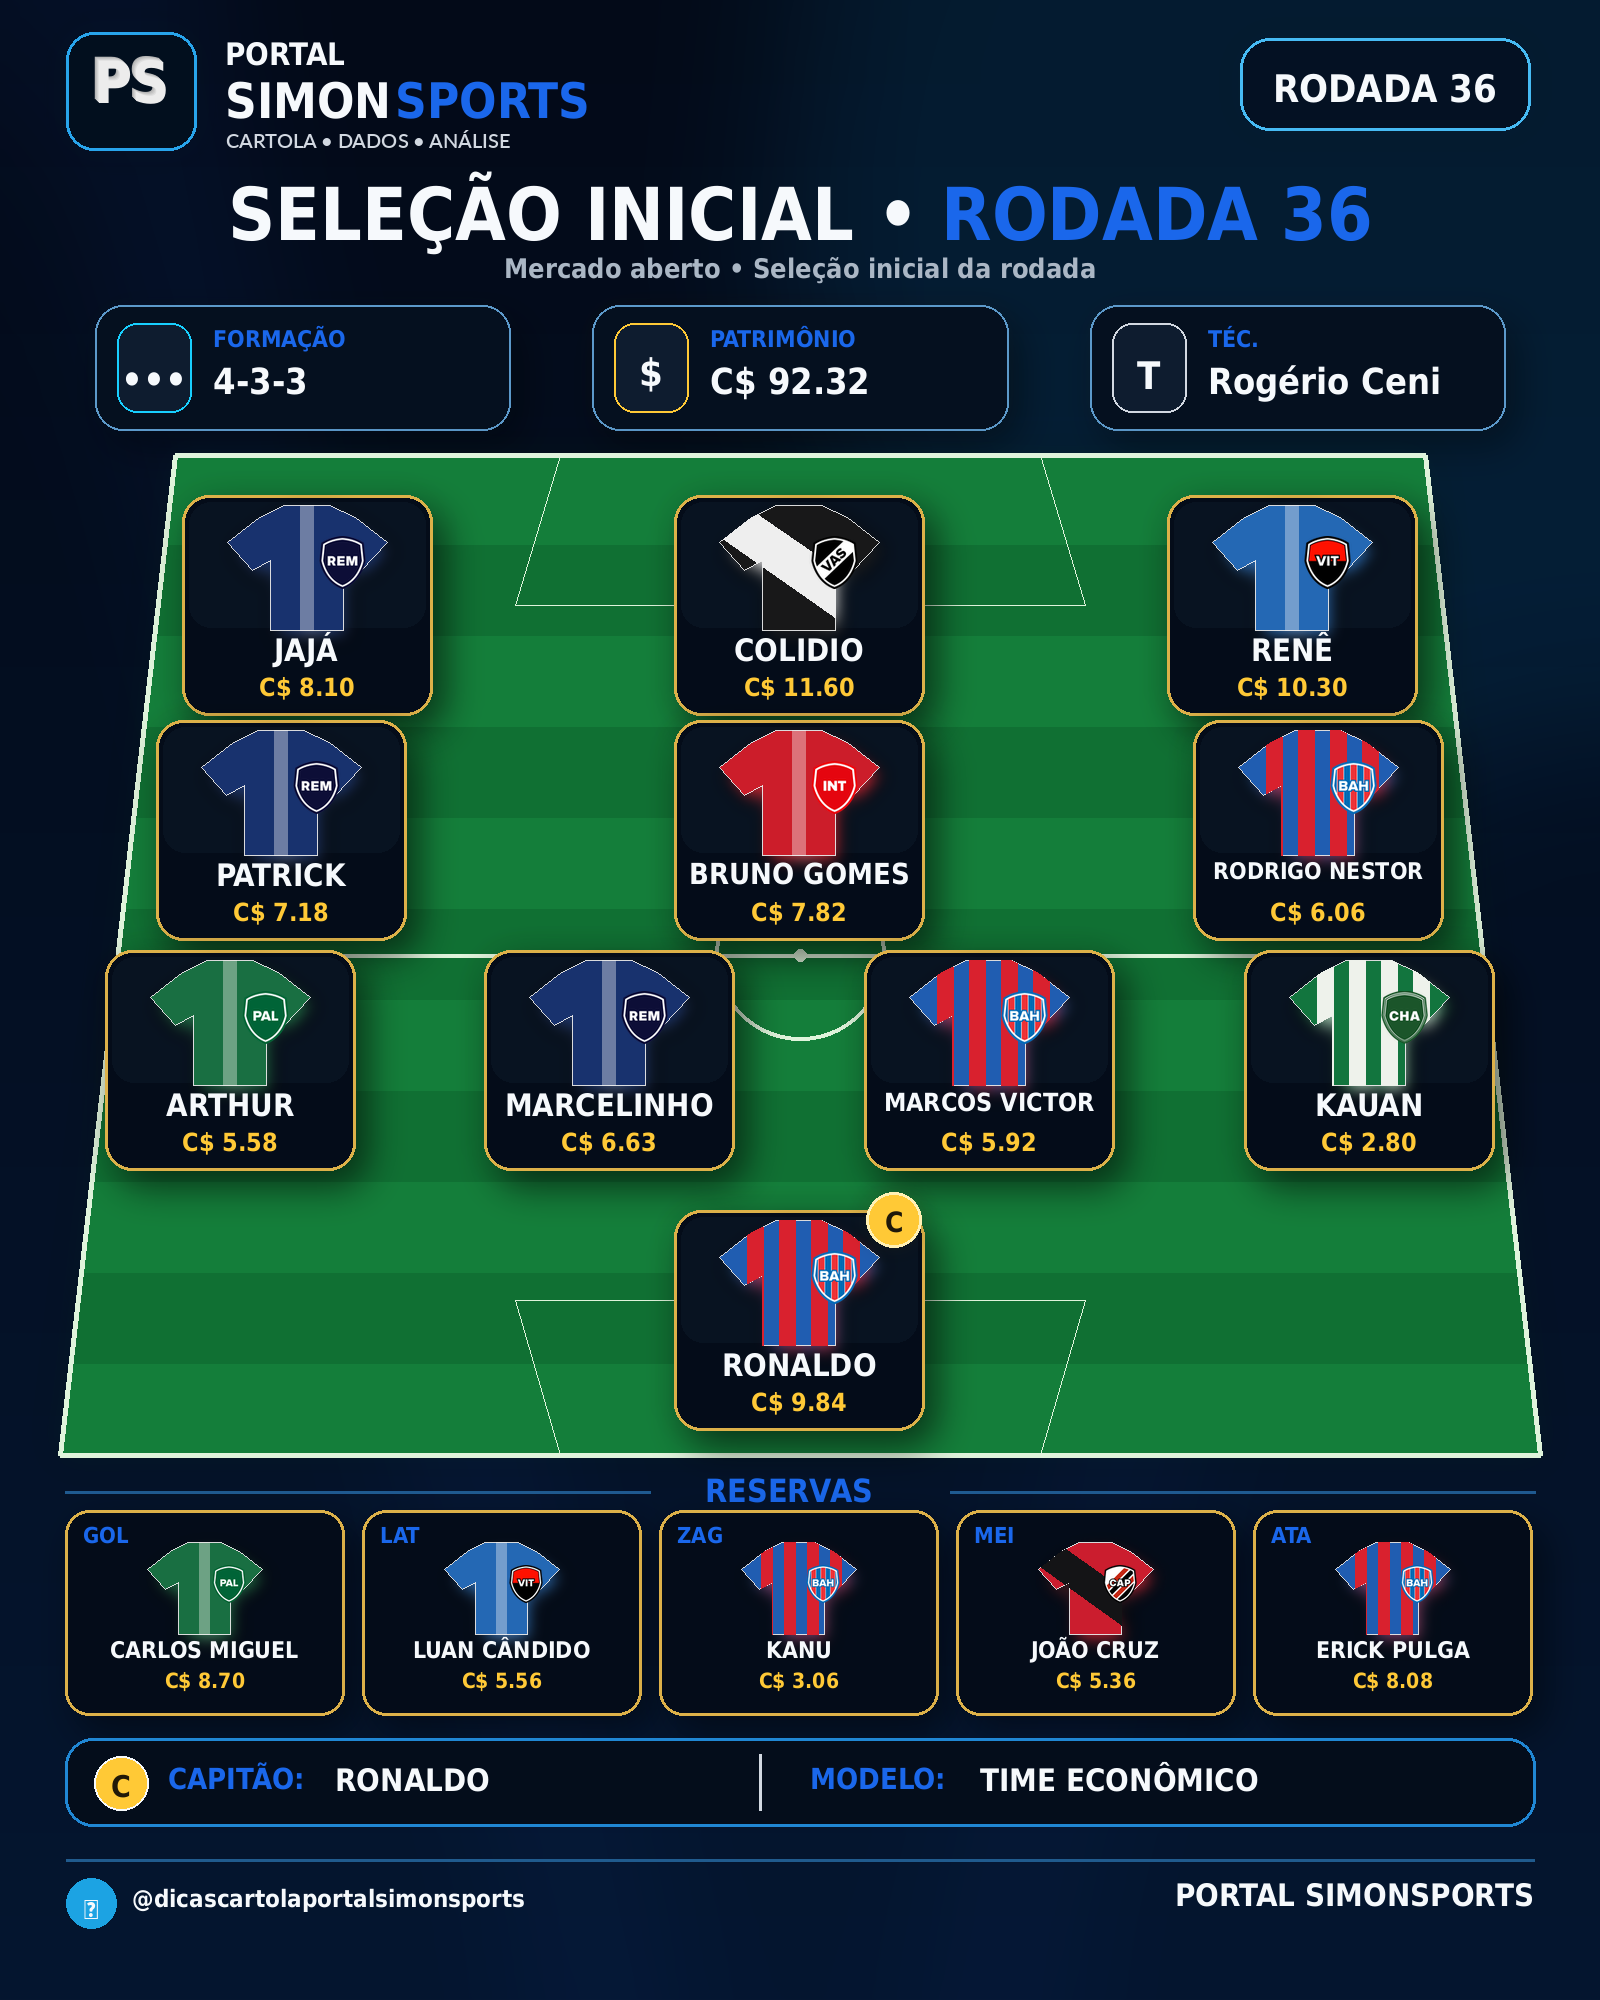 PS
PORTAL
SIMONSPORTS
CARTOLA • DADOS • ANÁLISE
RODADA 36
SELEÇÃO INICIAL • RODADA 36
Mercado aberto • Seleção inicial da rodada
FORMAÇÃO
4-3-3
$
PATRIMÔNIO
C$ 92.32
T
TÉC.
Rogério Ceni
REM
JAJÁ
C$ 8.10
VAS
COLIDIO
C$ 11.60
VIT
RENÊ
C$ 10.30
REM
PATRICK
C$ 7.18
INT
BRUNO GOMES
C$ 7.82
BAH
RODRIGO NESTOR
C$ 6.06
PAL
ARTHUR
C$ 5.58
REM
MARCELINHO
C$ 6.63
BAH
MARCOS VICTOR
C$ 5.92
CHA
KAUAN
C$ 2.80
C
BAH
RONALDO
C$ 9.84
RESERVAS
GOL
PAL
CARLOS MIGUEL
C$ 8.70
LAT
VIT
LUAN CÂNDIDO
C$ 5.56
ZAG
BAH
KANU
C$ 3.06
MEI
CAP
JOÃO CRUZ
C$ 5.36
ATA
BAH
ERICK PULGA
C$ 8.08
C CAPITÃO: RONALDO
MODELO: TIME ECONÔMICO
@dicascartolaportalsimonsports
PORTAL SIMONSPORTS